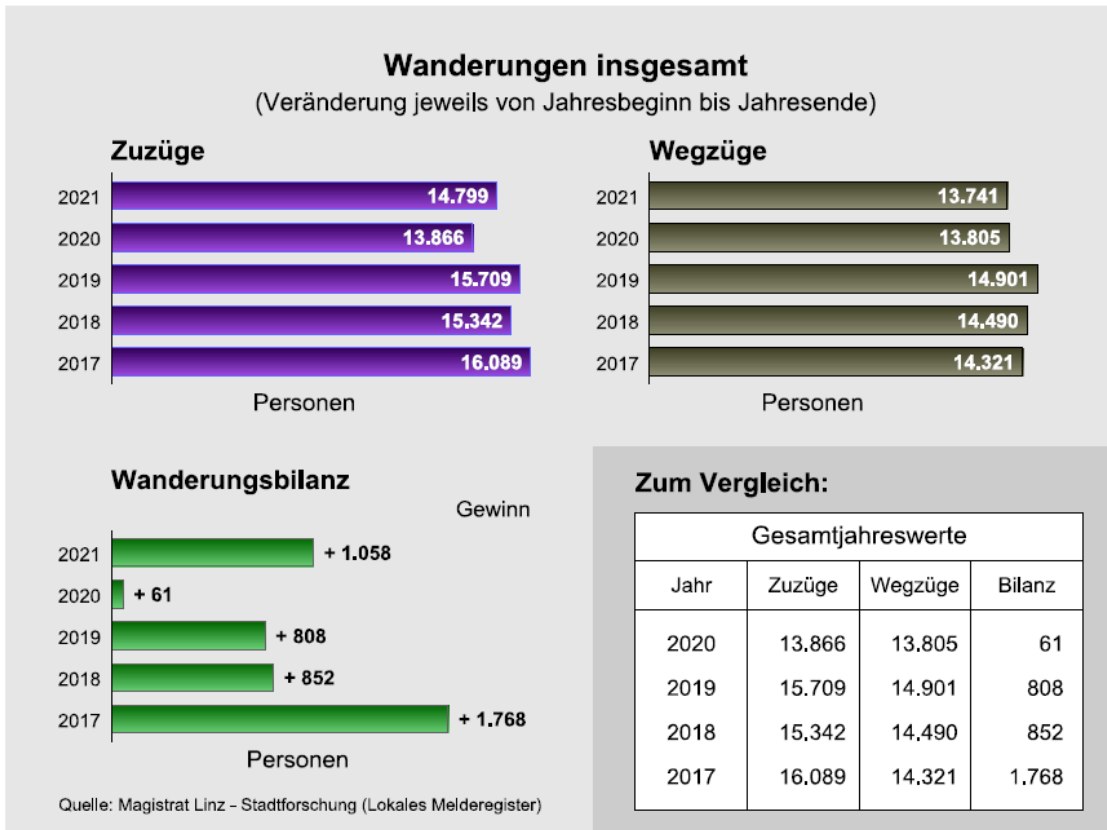 Wanderungen insgesamt
(Veränderung jeweils von Jahresbeginn bis Jahresende)
Zuzüge
2021 14.799
2020 13.866
2019 15.709
2018 15.342
2017 16.089
Personen
Wegzüge
2021 13.741
2020 13.805
2019 14.901
2018 14.490
2017 14.321
Personen
Wanderungsbilanz
Gewinn
2021 + 1.058
2020 + 61
2019 + 808
2018 + 852
2017 + 1.768
Personen
Quelle: Magistrat Linz - Stadtforschung (Lokales Melderegister)
Zum Vergleich:
Gesamtjahreswerte
Jahr Zuzüge Wegzüge Bilanz
2020 13.866 13.805 61
2019 15.709 14.901 808
2018 15.342 14.490 852
2017 16.089 14.321 1.768